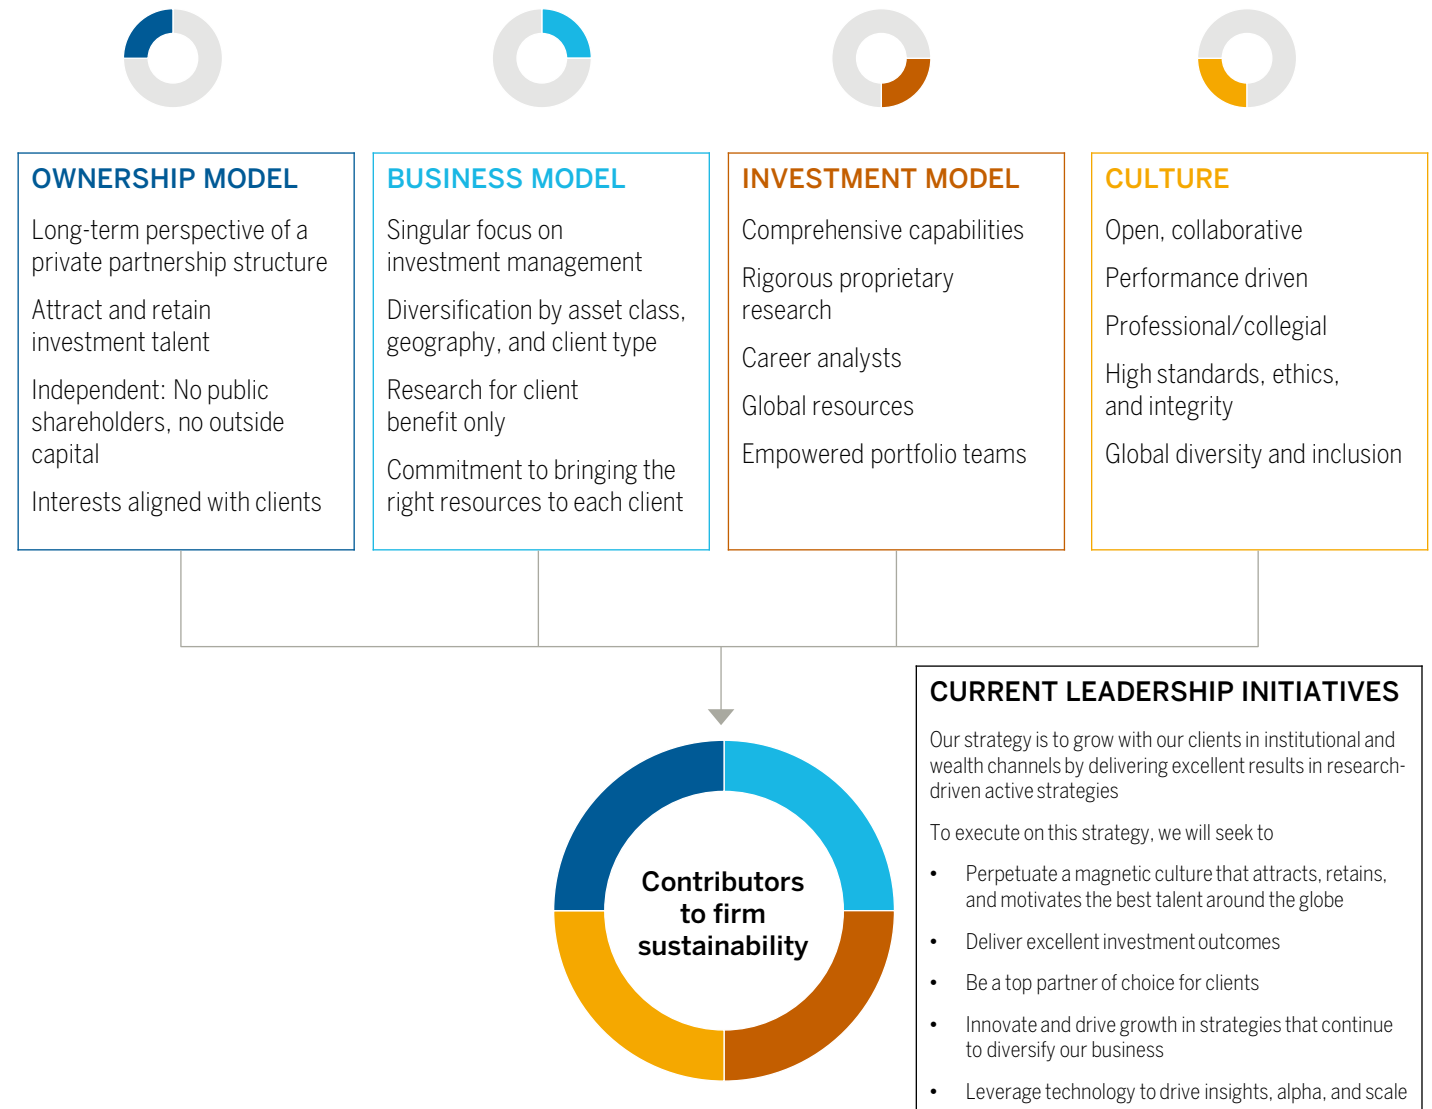 OWNERSHIP MODEL
Long-term perspective of a
private partnership structure
Attract and retain
investment talent
Independent: No public
shareholders, no outside
capital
Interests aligned with clients
BUSINESS MODEL
Singular focus on
investment management
Diversification by asset class,
geography, and client type
Research for client
benefit only
Commitment to bringing the
right resources to each client
INVESTMENT MODEL
Comprehensive capabilities
Rigorous proprietary
research
Career analysts
Global resources
Empowered portfolio teams
CULTURE
Open, collaborative
Performance driven
Professional/collegial
High standards, ethics,
and integrity
Global diversity and inclusion
Contributors
to firm
sustainability
CURRENT LEADERSHIP INITIATIVES
Our strategy is to grow with our clients in institutional and
wealth channels by delivering excellent results in research-
driven active strategies
To execute on this strategy, we will seek to
• Perpetuate a magnetic culture that attracts, retains,
and motivates the best talent around the globe
• Deliver excellent investment outcomes
• Be a top partner of choice for clients
• Innovate and drive growth in strategies that continue
to diversify our business
• Leverage technology to drive insights, alpha, and scale